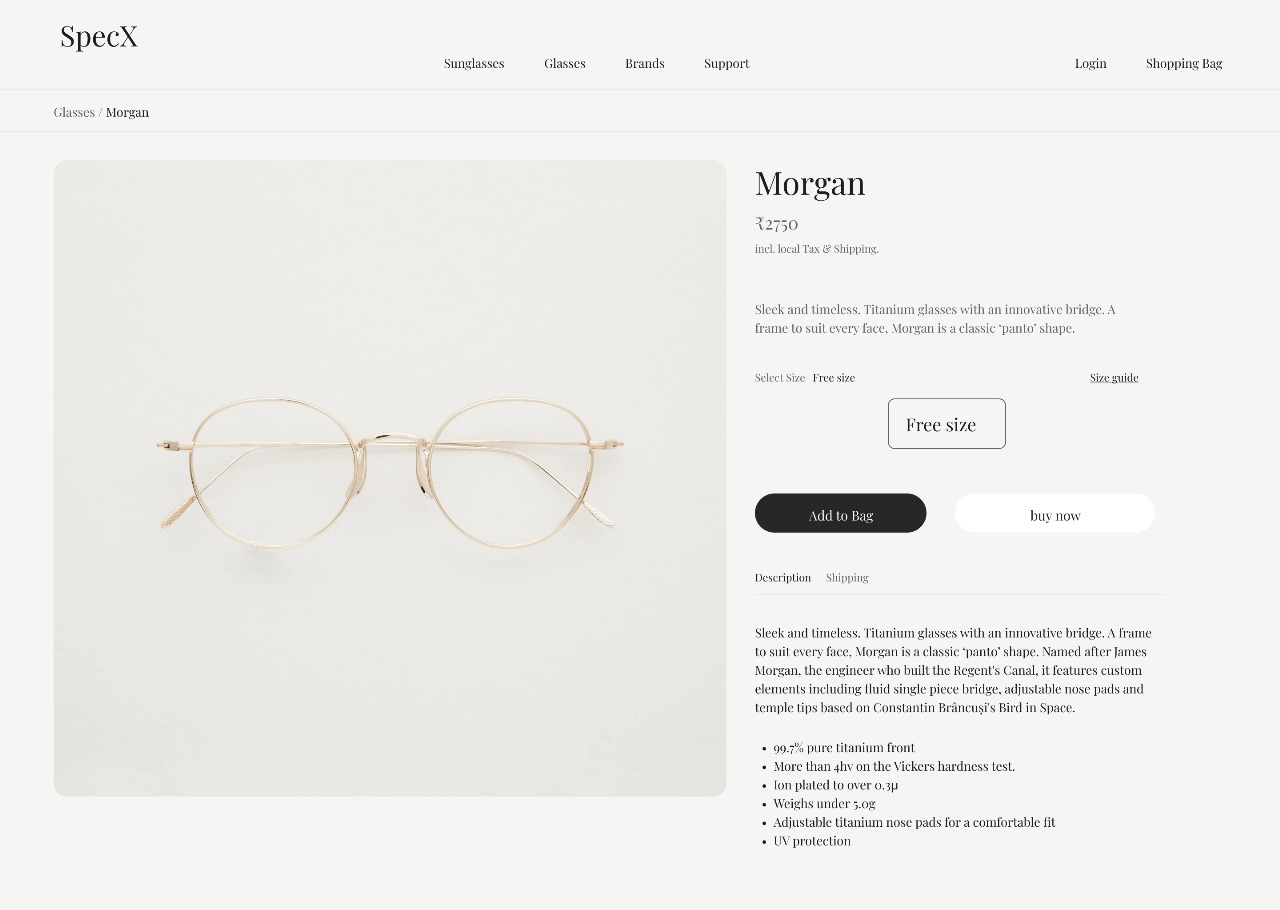 SpecX
Sunglasses Glasses Brands Support Login Shopping Bag
Glasses / Morgan
Morgan
₹2750
incl. local Tax & Shipping.
Sleek and timeless. Titanium glasses with an innovative bridge. A
frame to suit every face, Morgan is a classic ‘panto’ shape.
Select Size Free size Size guide
Free size
Add to Bag buy now
Description Shipping
Sleek and timeless. Titanium glasses with an innovative bridge. A frame
to suit every face, Morgan is a classic ‘panto’ shape. Named after James
Morgan, the engineer who built the Regent's Canal, it features custom
elements including fluid single piece bridge, adjustable nose pads and
temple tips based on Constantin Brâncuși's Bird in Space.
• 99.7% pure titanium front
• More than 4hv on the Vickers hardness test.
• Ion plated to over 0.3µ
• Weighs under 5.0g
• Adjustable titanium nose pads for a comfortable fit
• UV protection